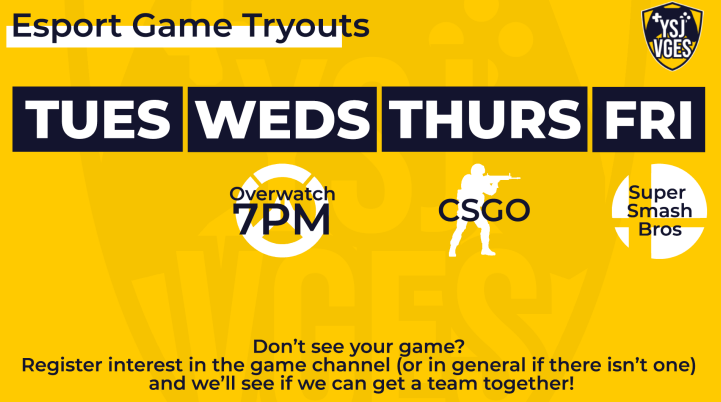 Esport Game Tryouts
YSJ
VGES
TUES WEDS THURS FRI
Overwatch
7PM
CSGO
Super
Smash
Bros
YSJ
VGES
Don't see your game?
Register interest in the game channel (or in general if there isn't one)
and we'll see if we can get a team together!